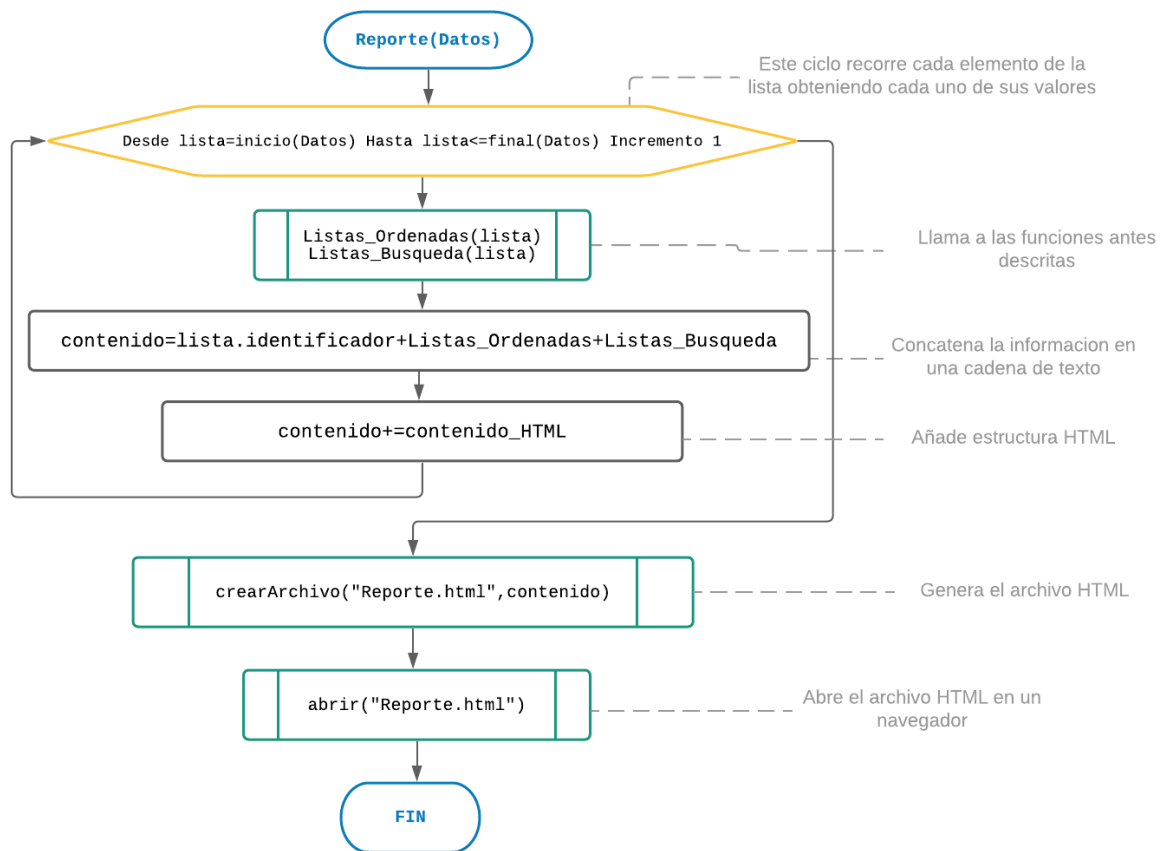 Reporte(Datos)
Este ciclo recorre cada elemento de la
lista obteniendo cada uno de sus valores
Desde lista=inicio(Datos) Hasta lista<=final(Datos) Incremento 1
Listas_Ordenadas(lista)
Listas_Busqueda(lista)
Llama a las funciones antes
descritas
contenido=lista.identificador+Listas_Ordenadas+Listas_Busqueda
Concatena la informacion en
una cadena de texto
contenido+=contenido_HTML
Añade estructura HTML
crearArchivo("Reporte.html",contenido)
Genera el archivo HTML
abrir("Reporte.html")
Abre el archivo HTML en un
navegador
FIN